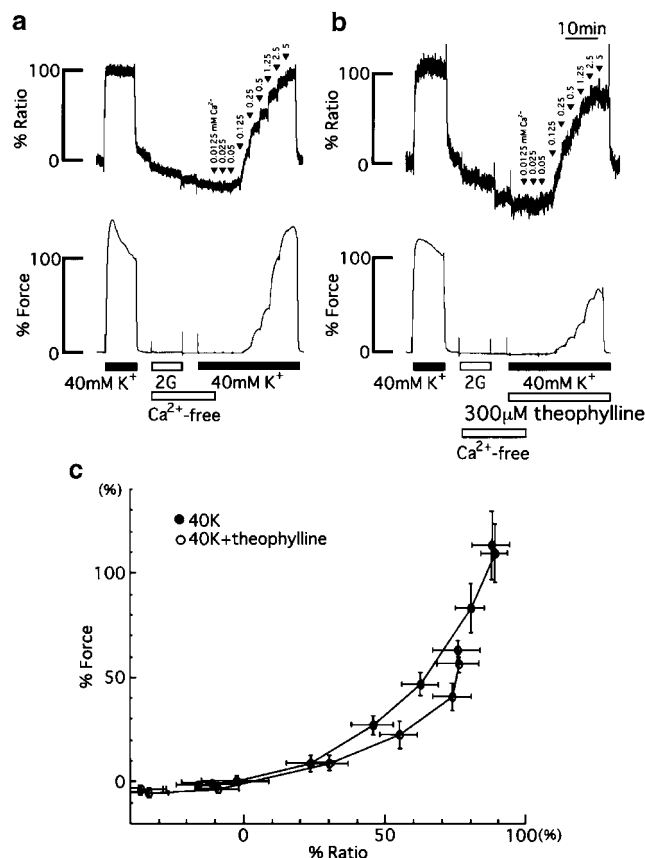 a
% Ratio
100
0
0.0125 mM Ca²⁺
0.025
0.05
0.125
0.25
0.5
1.25
2.5
5
% Force
100
0
40mM K⁺
2G
40mM K⁺
Ca²⁺-free
b
10min
% Ratio
100
0
0.0125 mM Ca²⁺
0.025
0.05
0.125
0.25
0.5
1.25
2.5
5
% Force
100
0
40mM K⁺
2G
40mM K⁺
300μM theophylline
Ca²⁺-free
c
(%)
40K
40K+theophylline
% Force
100
50
0
0
50
100(%)
% Ratio